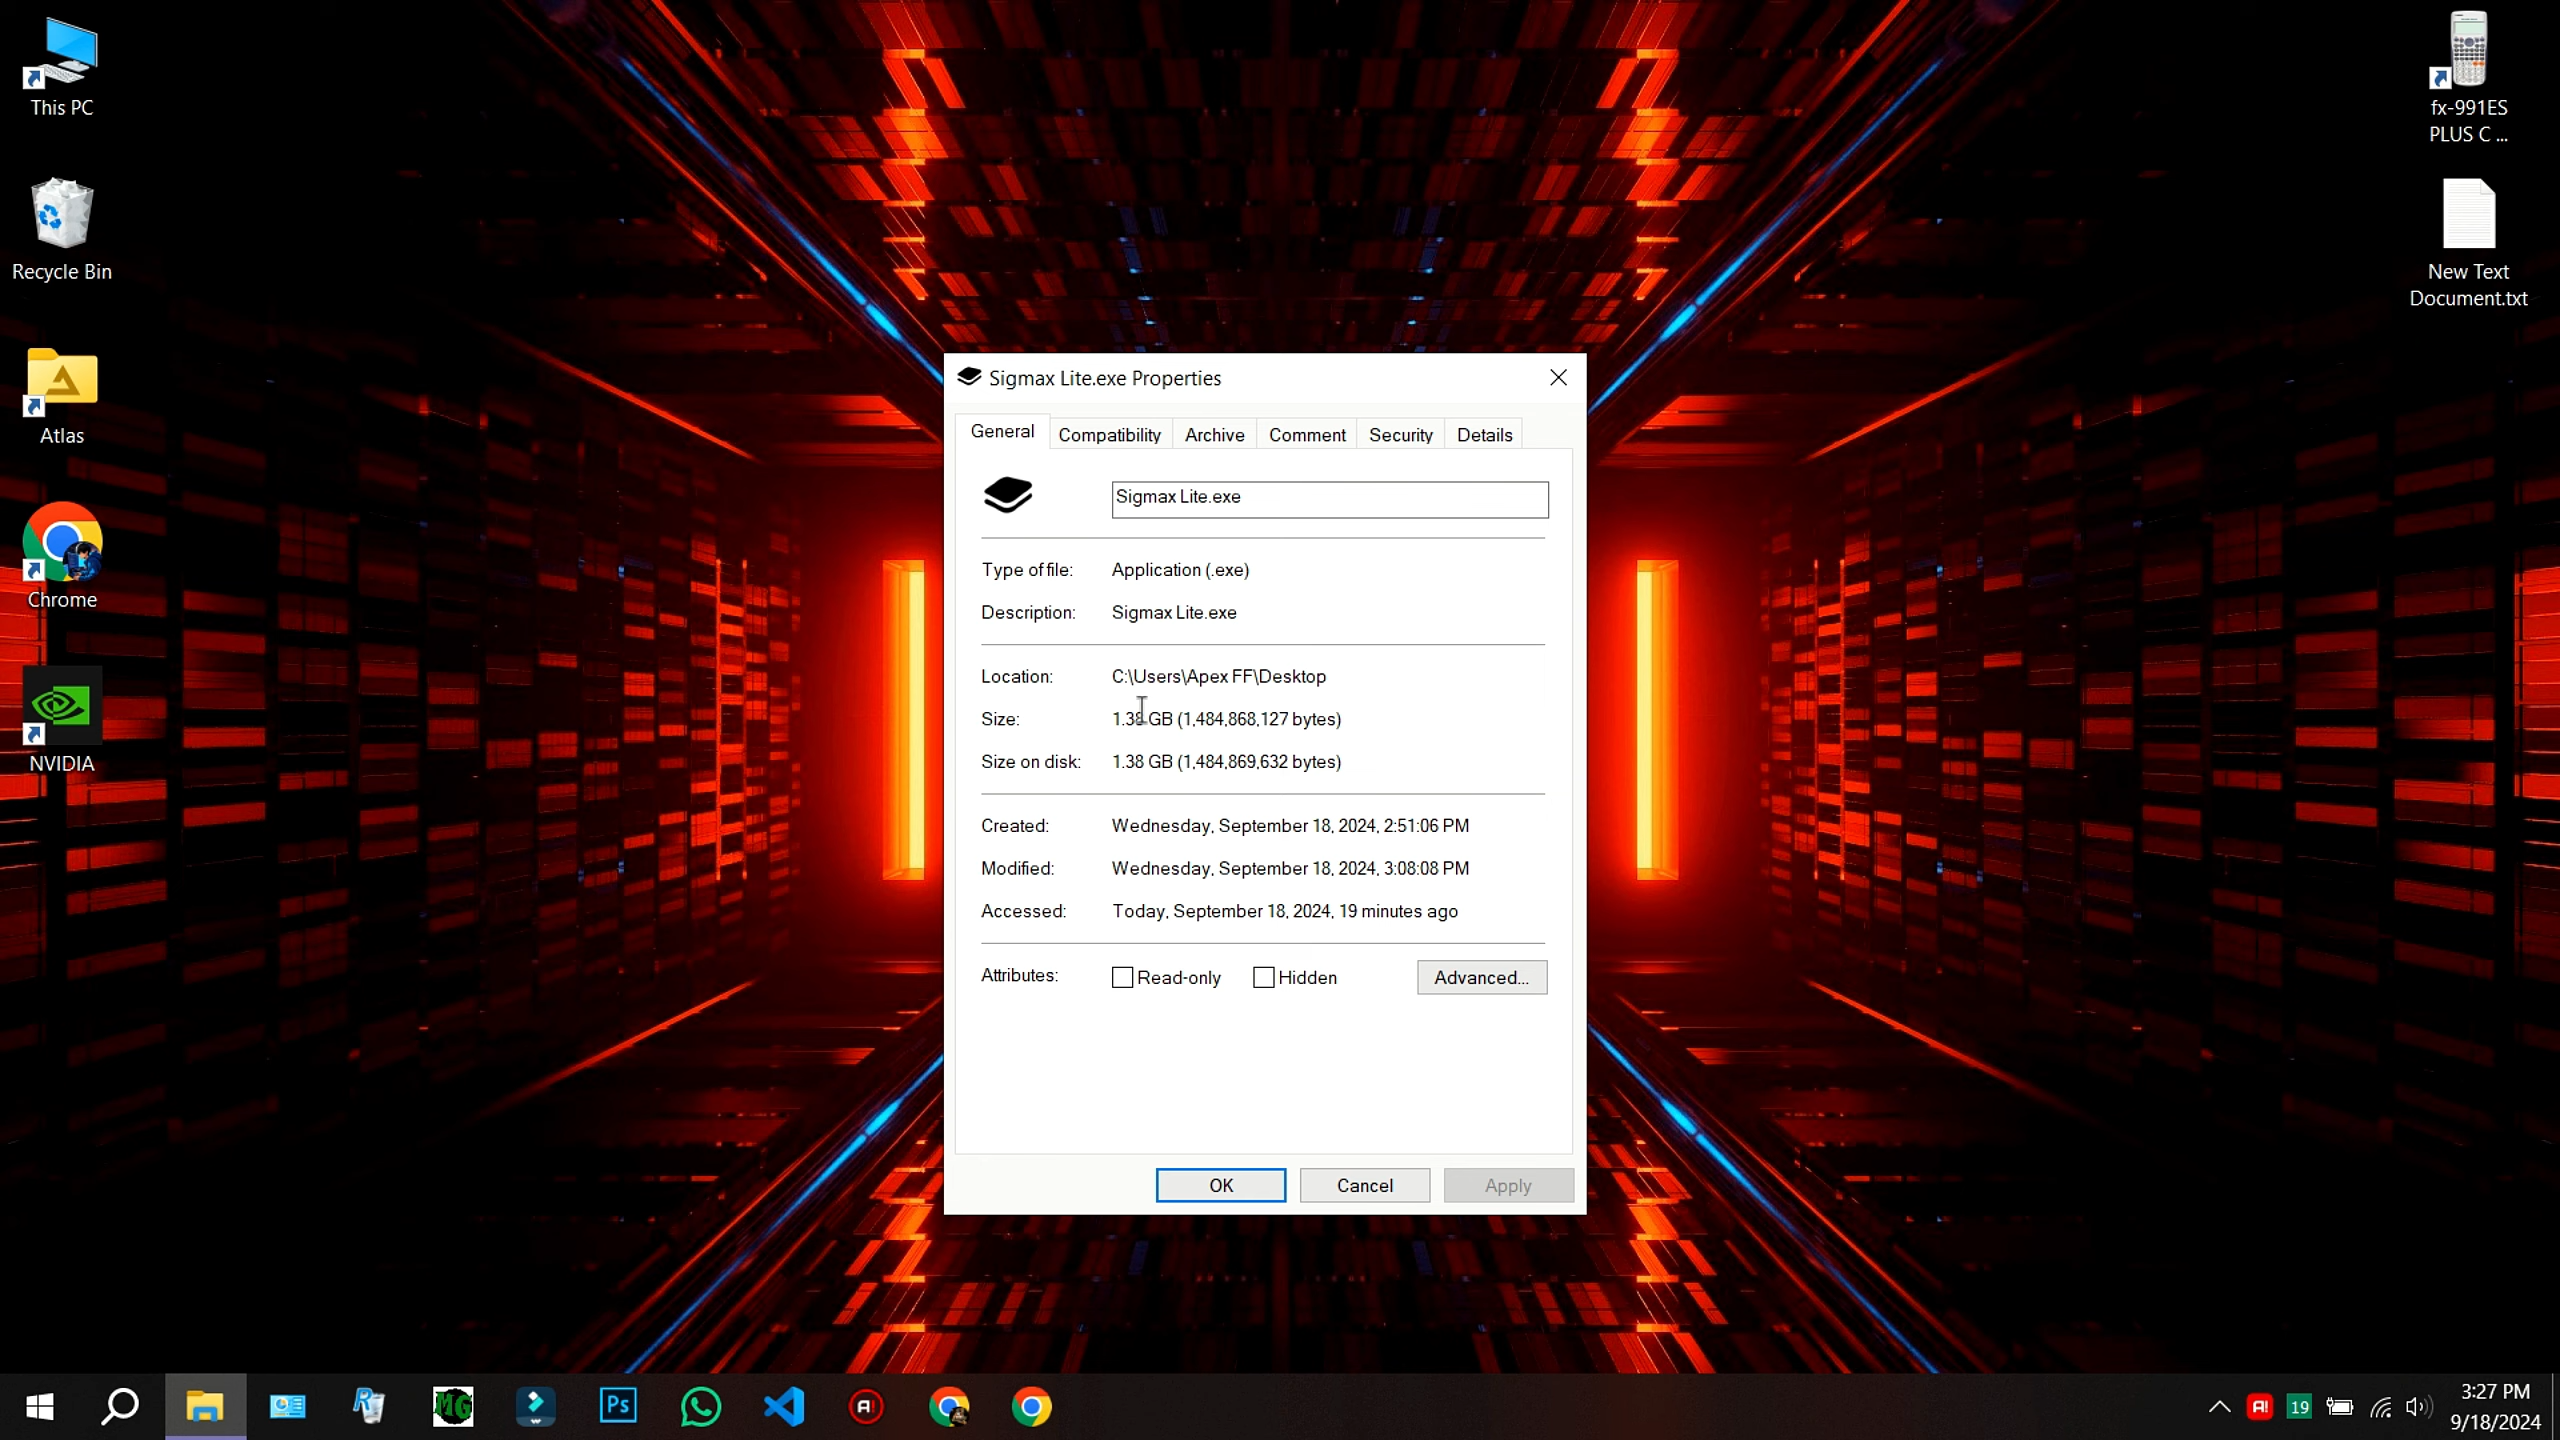 This PC
Recycle Bin
Atlas
Chrome
NVIDIA
fx-991ES
PLUS C ...
New Text
Document.txt
Sigmax Lite.exe Properties
General Compatibility Archive Comment Security Details
Sigmax Lite.exe
Type of file: Application (.exe)
Description: Sigmax Lite.exe
Location: C:\Users\Apex FF\Desktop
Size: 1.38 GB (1,484,868,127 bytes)
Size on disk: 1.38 GB (1,484,869,632 bytes)
Created: Wednesday, September 18, 2024, 2:51:06 PM
Modified: Wednesday, September 18, 2024, 3:08:08 PM
Accessed: Today, September 18, 2024, 19 minutes ago
Attributes: Read-only Hidden Advanced...
OK Cancel Apply
MG
Ps
A!
A!
19
3:27 PM
9/18/2024